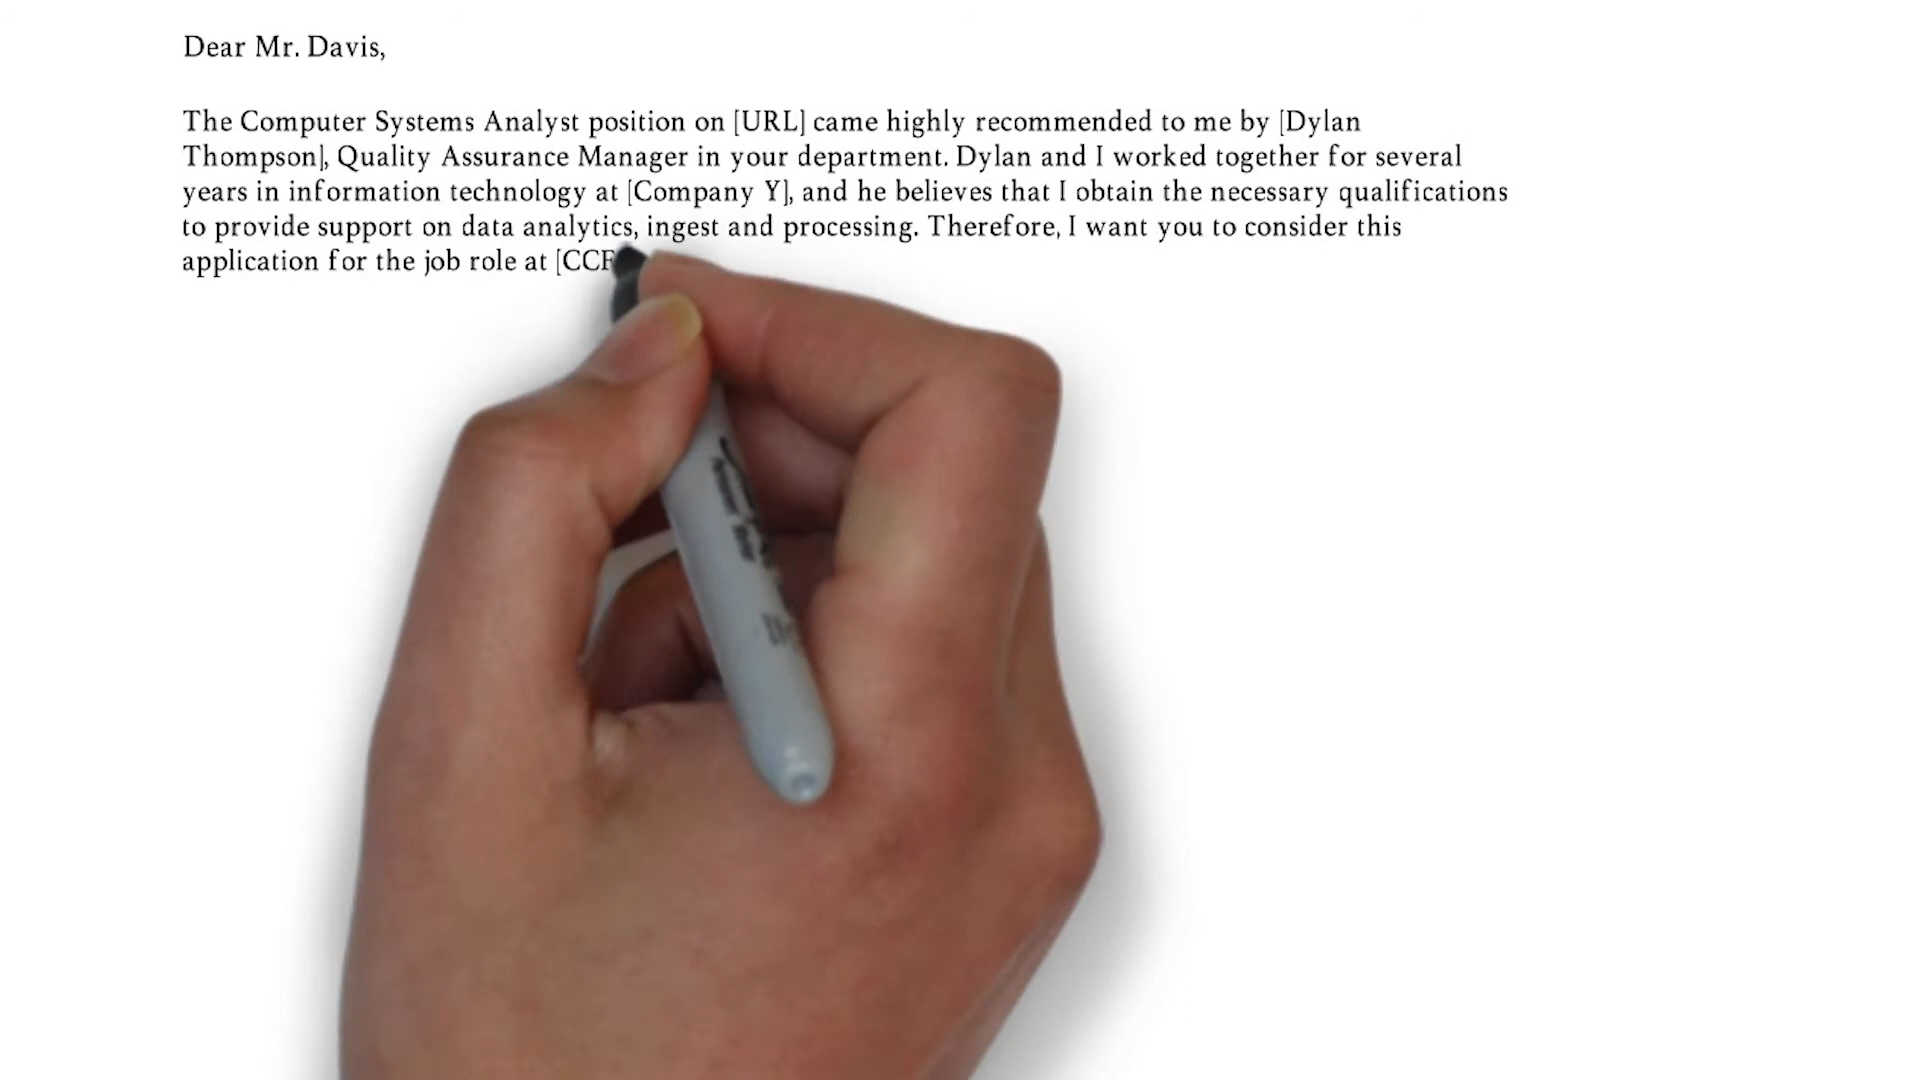 Dear Mr. Davis,
The Computer Systems Analyst position on [URL] came highly recommended to me by [Dylan
Thompson], Quality Assurance Manager in your department. Dylan and I worked together for several
years in information technology at [Company Y], and he believes that I obtain the necessary qualifications
to provide support on data analytics, ingest and processing. Therefore, I want you to consider this
application for the job role at [CCF